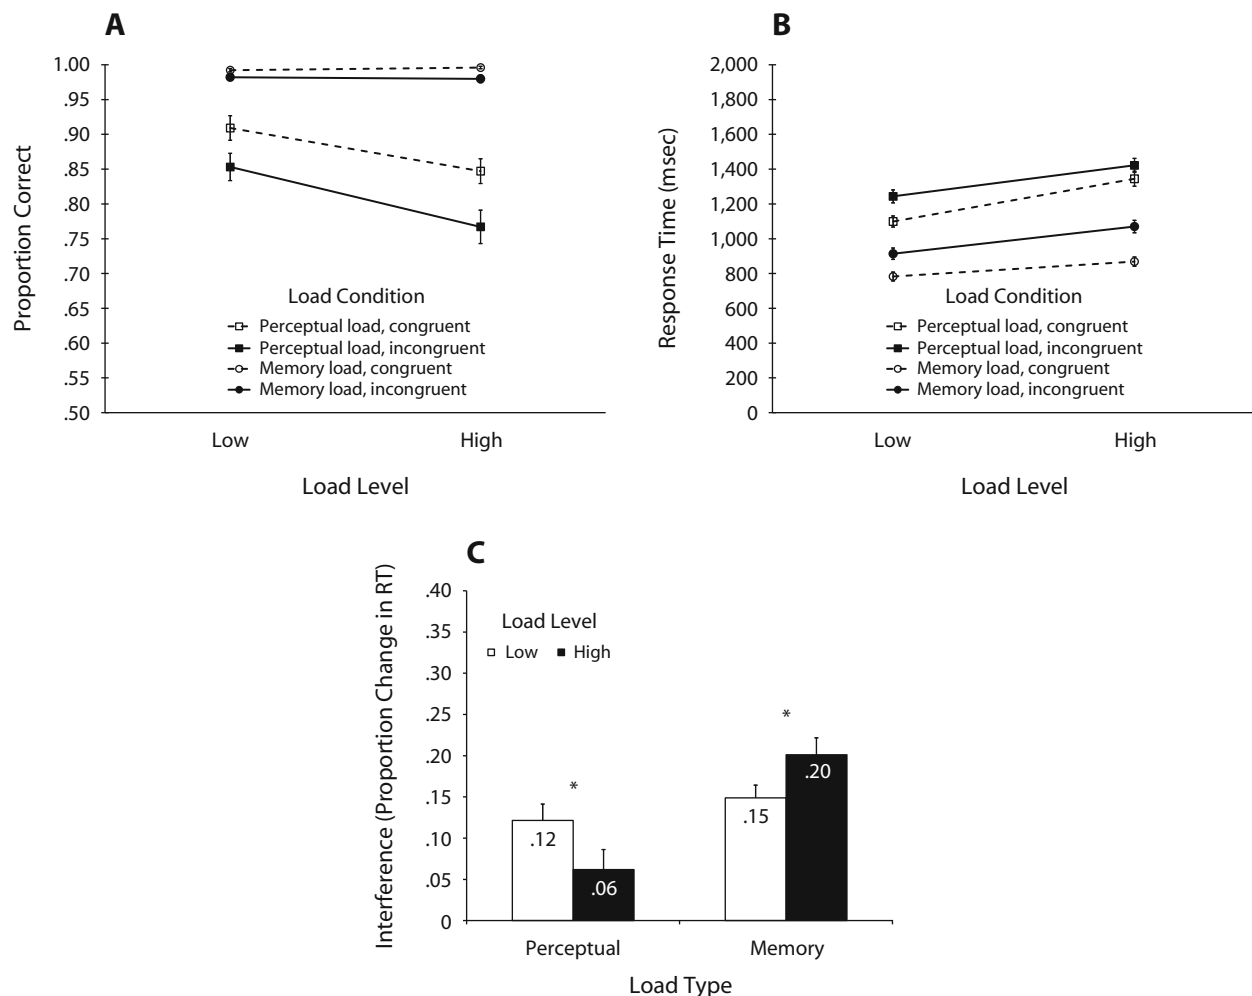 A
Proportion Correct
1.00
.95
.90
.85
.80
.75
.70
.65
.60
.55
.50
Load Condition
Perceptual load, congruent
Perceptual load, incongruent
Memory load, congruent
Memory load, incongruent
Low High
Load Level
B
Response Time (msec)
2,000
1,800
1,600
1,400
1,200
1,000
800
600
400
200
0
Load Condition
Perceptual load, congruent
Perceptual load, incongruent
Memory load, congruent
Memory load, incongruent
Low High
Load Level
C
Interference (Proportion Change in RT)
.40
.35
.30
.25
.20
.15
.10
.05
0
Load Level
Low High
*
*
.12
.06
.15
.20
Perceptual Memory
Load Type